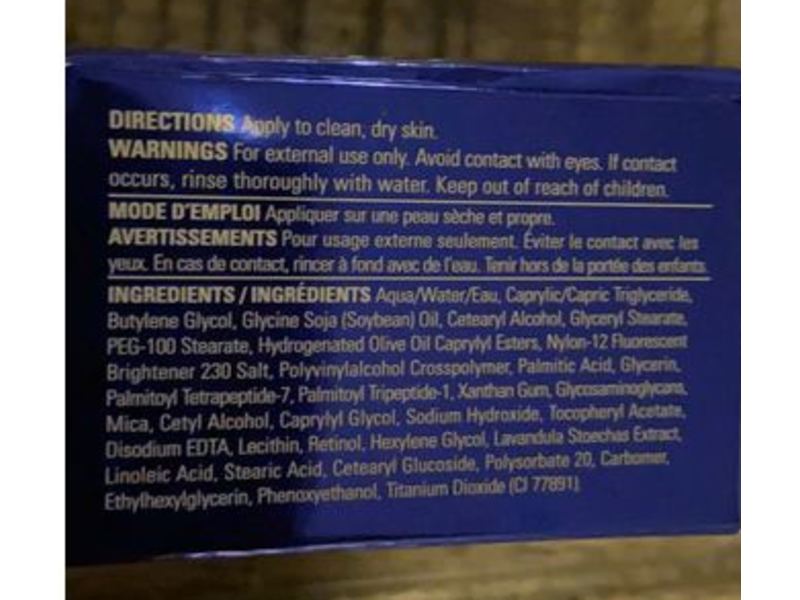 DIRECTIONS Apply to clean, dry skin.
WARNINGS For external use only. Avoid contact with eyes. If contact
occurs, rinse thoroughly with water. Keep out of reach of children.
MODE D'EMPLOI Appliquer sur une peau sèche et propre.
AVERTISSEMENTS Pour usage externe seulement. Éviter le contact avec les
yeux. En cas de contact, rincer à fond avec de l'eau. Tenir hors de la portée des enfants.
INGREDIENTS / INGRÉDIENTS Aqua/Water/Eau, Caprylic/Capric Triglyceride,
Butylene Glycol, Glycine Soja (Soybean) Oil, Cetearyl Alcohol, Glyceryl Stearate,
PEG-100 Stearate, Hydrogenated Olive Oil Caprylyl Esters, Nylon-12 Fluorescent
Brightener 230 Salt, Polyvinylalcohol Crosspolymer, Palmitic Acid, Glycerin,
Palmitoyl Tetrapeptide-7, Palmitoyl Tripeptide-1, Xanthan Gum, Glycosaminoglycans,
Mica, Cetyl Alcohol, Caprylyl Glycol, Sodium Hydroxide, Tocopheryl Acetate,
Disodium EDTA, Lecithin, Retinol, Hexylene Glycol, Lavandula Stoechas Extract,
Linoleic Acid, Stearic Acid, Cetearyl Glucoside, Polysorbate 20, Carbomer,
Ethylhexylglycerin, Phenoxyethanol, Titanium Dioxide (CI 77891).